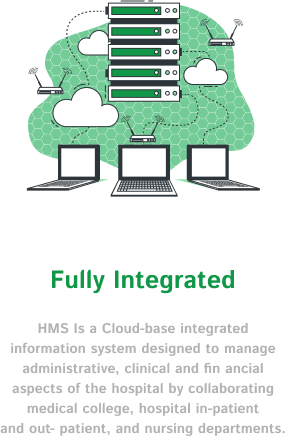 Fully Integrated
HMS Is a Cloud-base integrated
information system designed to manage
administrative, clinical and fin ancial
aspects of the hospital by collaborating
medical college, hospital in-patient
and out- patient, and nursing departments.